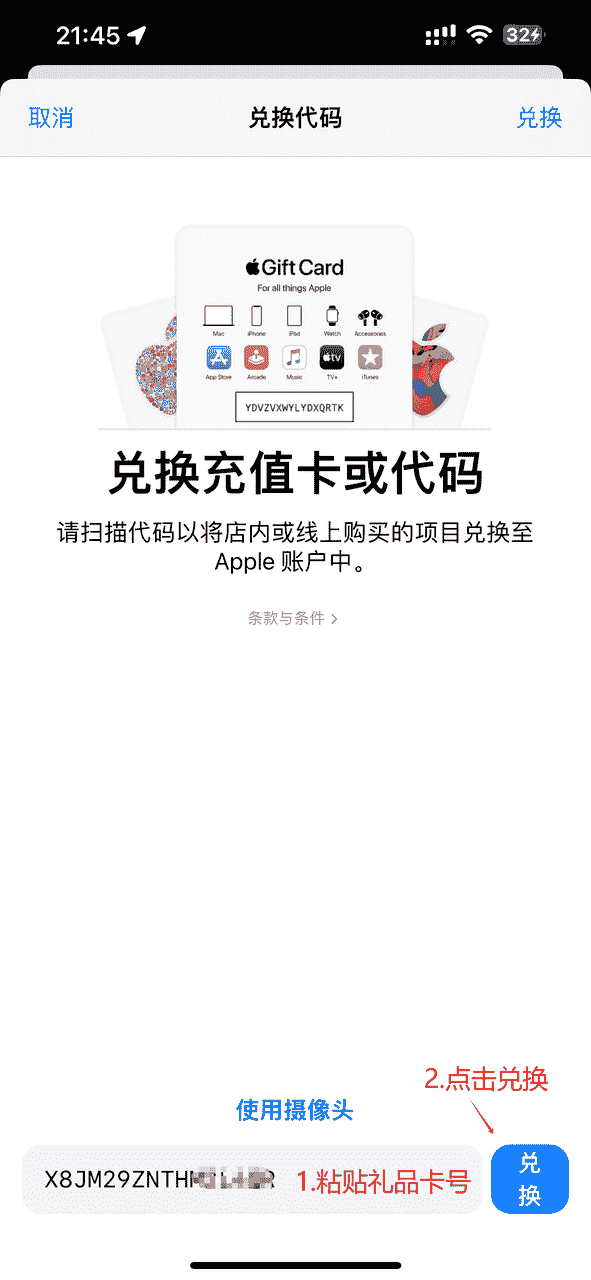 21:45
32
取消
兑换代码
兑换
Gift Card
For all things Apple
Mac iPhone iPad Watch Accessories
App Store Arcade Music TV+ iTunes
tv
YDVZVXWYLYDXQRTK
兑换充值卡或代码
请扫描代码以将店内或线上购买的项目兑换至
Apple 账户中。
条款与条件 >
2.点击兑换
使用摄像头
X8JM29ZNTH
1.粘贴礼品卡号
兑
换